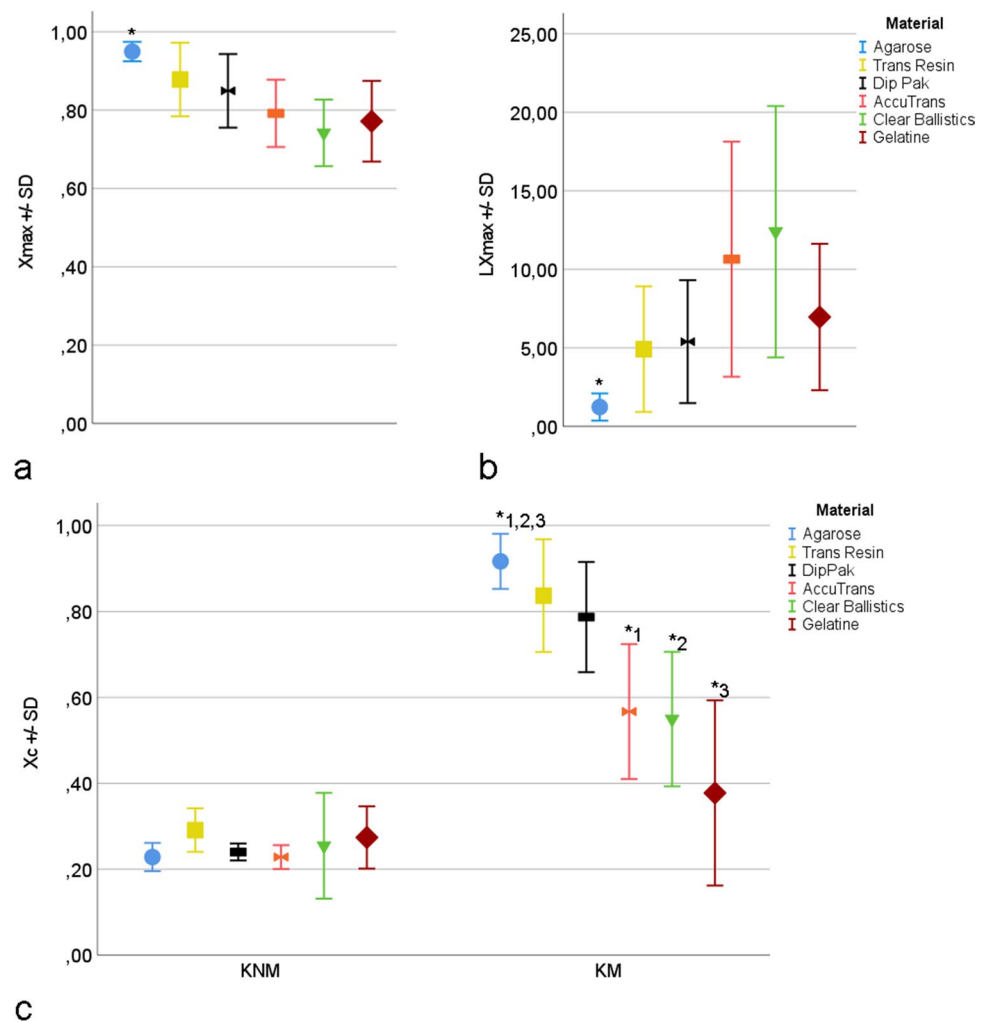 1,00
,80
,60
,40
,20
,00
Xmax +/- SD
*
a
25,00
20,00
15,00
10,00
5,00
,00
LXmax +/- SD
*
b
Material
Agarose
Trans Resin
Dip Pak
AccuTrans
Clear Ballistics
Gelatine
1,00
,80
,60
,40
,20
,00
Xc +/- SD
*1,2,3
*1
*2
*3
KNM
KM
Material
Agarose
Trans Resin
DipPak
AccuTrans
Clear Ballistics
Gelatine
c